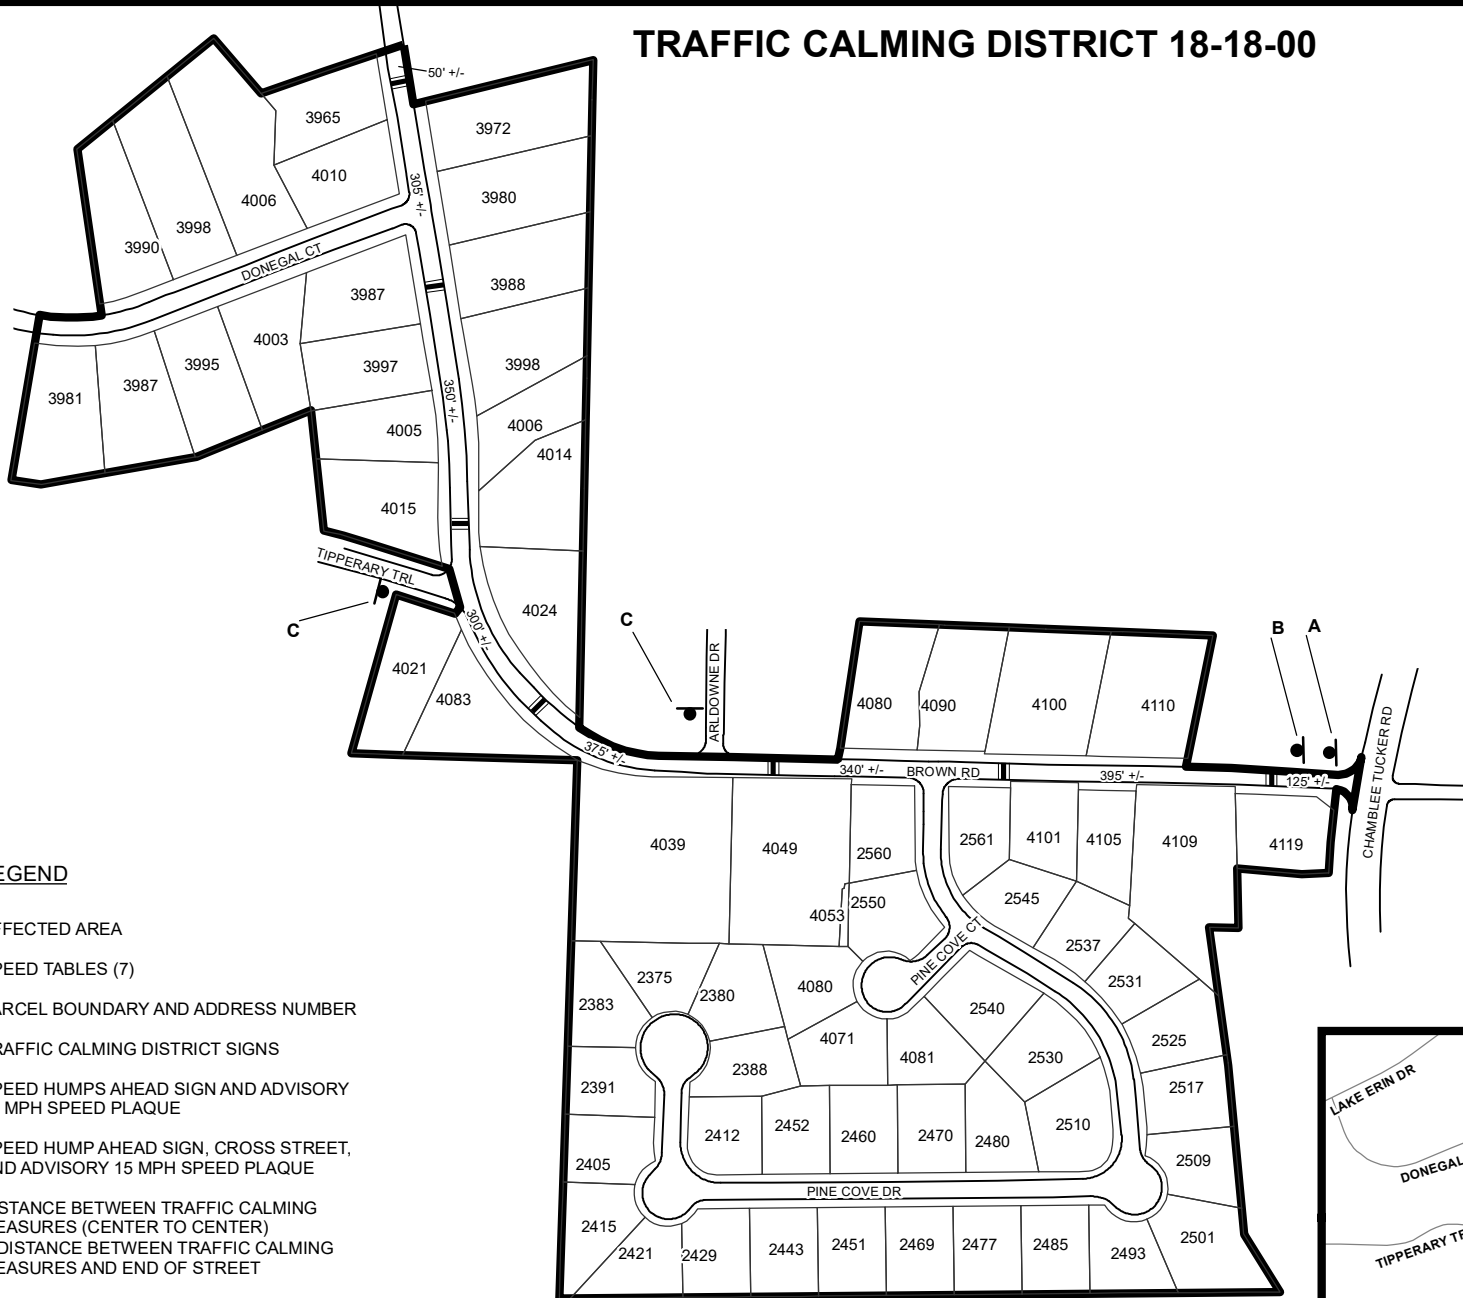 TRAFFIC CALMING DISTRICT 18-18-00
50' +/-
3965
3972
4010
305' +/-
3980
4006
3998
3990
DONEGAL CT
3987
3988
4003
3995
3997
3998
3987
3981
350' +/-
4005
4006
4014
4015
TIPPERARY TRL
C
300' +/-
4024
C
ARLDOWNE DR
B
A
4021
4083
4080
4090
4100
4110
CHAMBLEE TUCKER RD
375' +/-
340' +/-
BROWN RD
395' +/-
125' +/-
4039
4049
2560
2561
4101
4105
4109
4119
4053
2550
2545
PINE COVE CT
2537
2531
2375
2383
2380
4080
2540
2525
4071
4081
2530
2388
2391
2517
2412
2452
2460
2470
2480
2510
2405
2509
PINE COVE DR
2415
2421
2429
2443
2451
2469
2477
2485
2493
2501
EGEND
FFECTED AREA
PEED TABLES (7)
ARCEL BOUNDARY AND ADDRESS NUMBER
RAFFIC CALMING DISTRICT SIGNS
PEED HUMPS AHEAD SIGN AND ADVISORY
MPH SPEED PLAQUE
PEED HUMP AHEAD SIGN, CROSS STREET,
ND ADVISORY 15 MPH SPEED PLAQUE
ISTANCE BETWEEN TRAFFIC CALMING
EASURES (CENTER TO CENTER)
DISTANCE BETWEEN TRAFFIC CALMING
EASURES AND END OF STREET
LAKE ERIN DR
DONEGAL
TIPPERARY TR